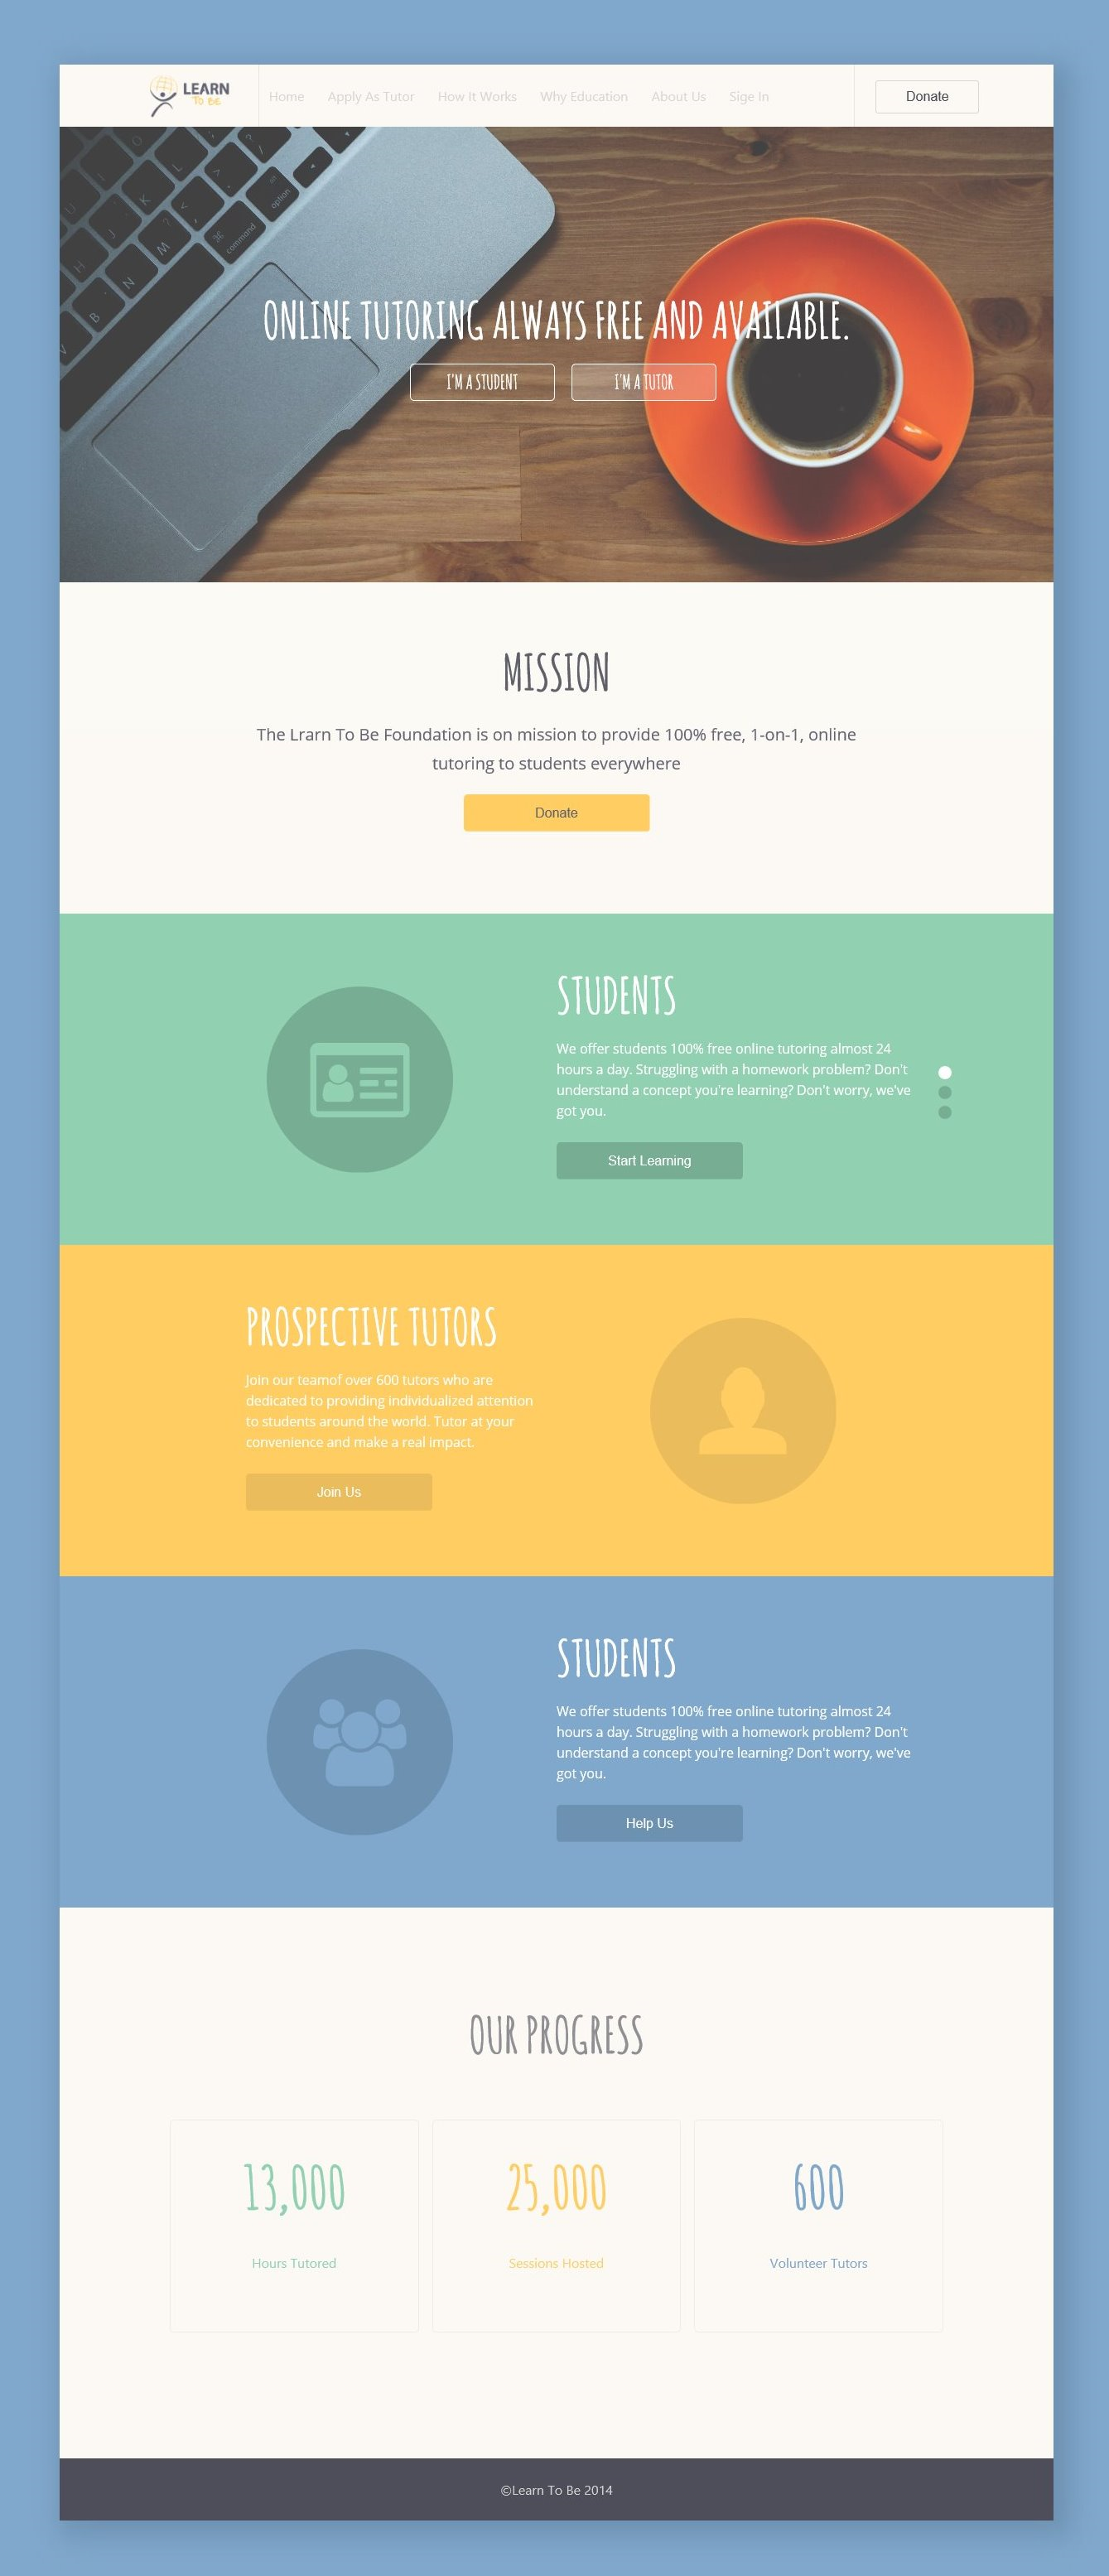 LEARN
To Be
Home Apply As Tutor How It Works Why Education About Us Sige In
Donate
ONLINE TUTORING ALWAYS FREE AND AVAILABLE.
I'M A STUDENT I'M A TUTOR
command
option
U
O
L
H
J
K
M
N
B
V
MISSION
The Lrarn To Be Foundation is on mission to provide 100% free, 1-on-1, online
tutoring to students everywhere
Donate
STUDENTS
We offer students 100% free online tutoring almost 24
hours a day. Struggling with a homework problem? Don't
understand a concept you're learning? Don't worry, we've
got you.
Start Learning
PROSPECTIVE TUTORS
Join our teamof over 600 tutors who are
dedicated to providing individualized attention
to students around the world. Tutor at your
convenience and make a real impact.
Join Us
STUDENTS
We offer students 100% free online tutoring almost 24
hours a day. Struggling with a homework problem? Don't
understand a concept you're learning? Don't worry, we've
got you.
Help Us
OUR PROGRESS
13,000
Hours Tutored
25,000
Sessions Hosted
600
Volunteer Tutors
©Learn To Be 2014